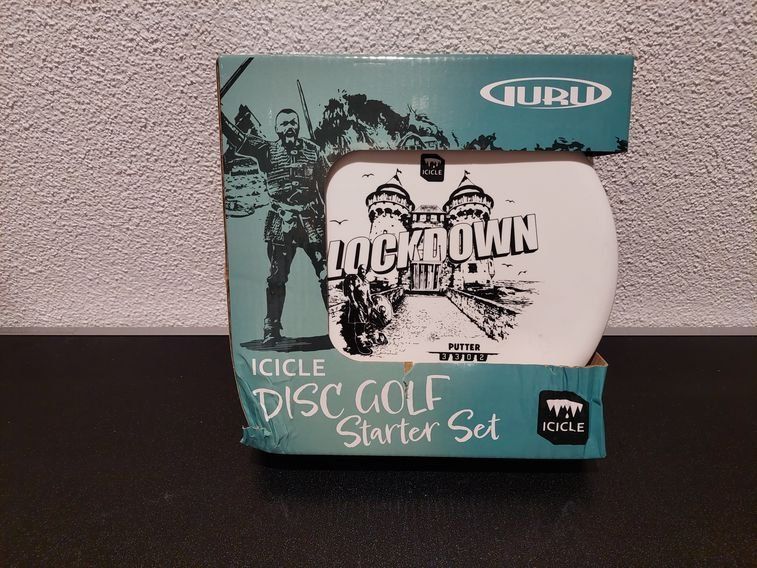 GURU
ICICLE
LOCKDOWN
PUTTER
3 3 0 2
ICICLE
DISC GOLF
Starter Set
ICICLE